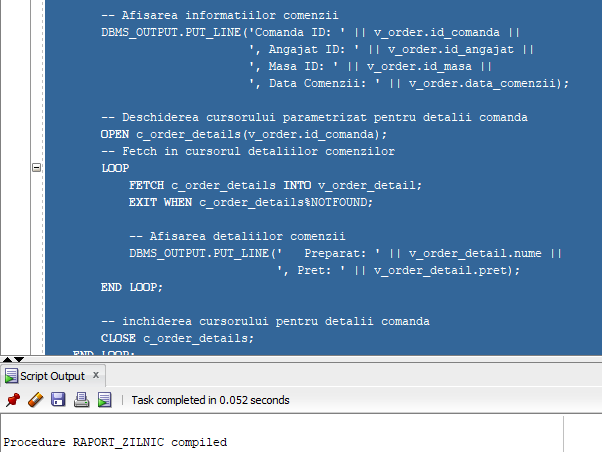 -- Afisarea informatiilor comenzii
DBMS_OUTPUT.PUT_LINE('Comanda ID: ' || v_order.id_comanda ||
', Angajat ID: ' || v_order.id_angajat ||
', Masa ID: ' || v_order.id_masa ||
', Data Comenzii: ' || v_order.data_comenzii);
-- Deschiderea cursorului parametrizat pentru detalii comanda
OPEN c_order_details(v_order.id_comanda);
-- Fetch in cursorul detaliilor comenzilor
LOOP
FETCH c_order_details INTO v_order_detail;
EXIT WHEN c_order_details%NOTFOUND;
-- Afisarea detaliilor comenzii
DBMS_OUTPUT.PUT_LINE('   Preparat: ' || v_order_detail.nume ||
', Pret: ' || v_order_detail.pret);
END LOOP;
-- inchiderea cursorului pentru detalii comanda
CLOSE c_order_details;
END LOOP;
Script Output x
Task completed in 0.052 seconds
Procedure RAPORT_ZILNIC compiled